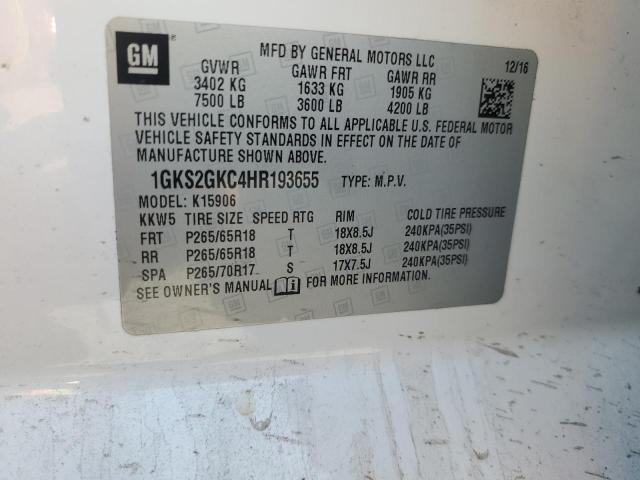 GM
MFD BY GENERAL MOTORS LLC 12/16
GVWR GAWR FRT GAWR RR
3402 KG 1633 KG 1905 KG
7500 LB 3600 LB 4200 LB
THIS VEHICLE CONFORMS TO ALL APPLICABLE U.S. FEDERAL MOTOR
VEHICLE SAFETY STANDARDS IN EFFECT ON THE DATE OF
MANUFACTURE SHOWN ABOVE.
1GKS2GKC4HR193655 TYPE: M.P.V.
MODEL: K15906
KKW5 TIRE SIZE SPEED RTG RIM COLD TIRE PRESSURE
FRT P265/65R18 T 18X8.5J 240KPA(35PSI)
RR P265/65R18 T 18X8.5J 240KPA(35PSI)
SPA P265/70R17 S 17X7.5J 240KPA(35PSI)
SEE OWNER'S MANUAL FOR MORE INFORMATION.